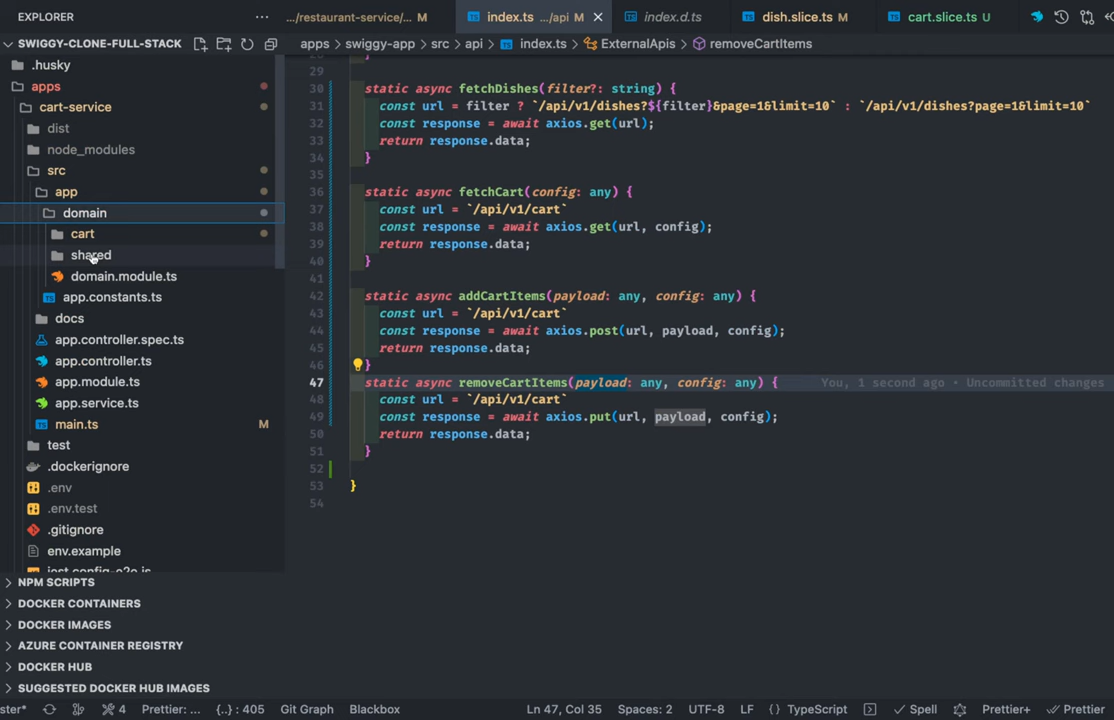 EXPLORER
SWIGGY-CLONE-FULL-STACK
.husky
apps
cart-service
dist
node_modules
src
app
domain
cart
shared
domain.module.ts
app.constants.ts
docs
app.controller.spec.ts
app.controller.ts
app.module.ts
app.service.ts
main.ts M
test
.dockerignore
.env
.env.test
.gitignore
env.example
jest.config-e2e.js
NPM SCRIPTS
DOCKER CONTAINERS
DOCKER IMAGES
AZURE CONTAINER REGISTRY
DOCKER HUB
SUGGESTED DOCKER HUB IMAGES
.../restaurant-service/... M
index.ts .../api M
index.d.ts
dish.slice.ts M
cart.slice.ts U
apps > swiggy-app > src > api > index.ts > ExternalApis > removeCartItems
29
30 static async fetchDishes(filter?: string) {
31 const url = filter ? `/api/v1/dishes?${filter}&page=1&limit=10` : `/api/v1/dishes?page=1&limit=10`
32 const response = await axios.get(url);
33 return response.data;
34 }
35
36 static async fetchCart(config: any) {
37 const url = `/api/v1/cart`
38 const response = await axios.get(url, config);
39 return response.data;
40 }
41
42 static async addCartItems(payload: any, config: any) {
43 const url = `/api/v1/cart`
44 const response = await axios.post(url, payload, config);
45 return response.data;
46 }
47 static async removeCartItems(payload: any, config: any) { You, 1 second ago • Uncommitted changes
48 const url = `/api/v1/cart`
49 const response = await axios.put(url, payload, config);
50 return response.data;
51 }
52
53 }
54
ster* 4 Prettier: ... {..} : 405 Git Graph Blackbox Ln 47, Col 35 Spaces: 2 UTF-8 LF {} TypeScript Spell Prettier+ Prettier